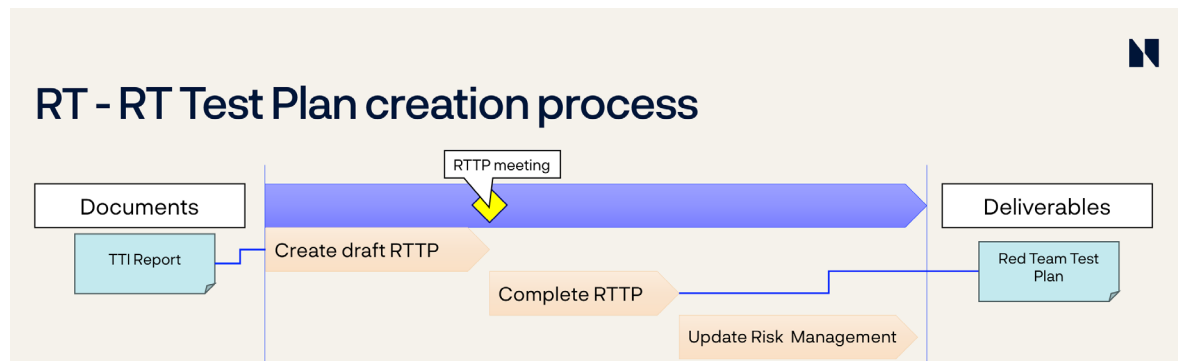 RT - RT Test Plan creation process
RTTP meeting
Documents
Deliverables
TTI Report
Create draft RTTP
Red Team Test
Plan
Complete RTTP
Update Risk Management